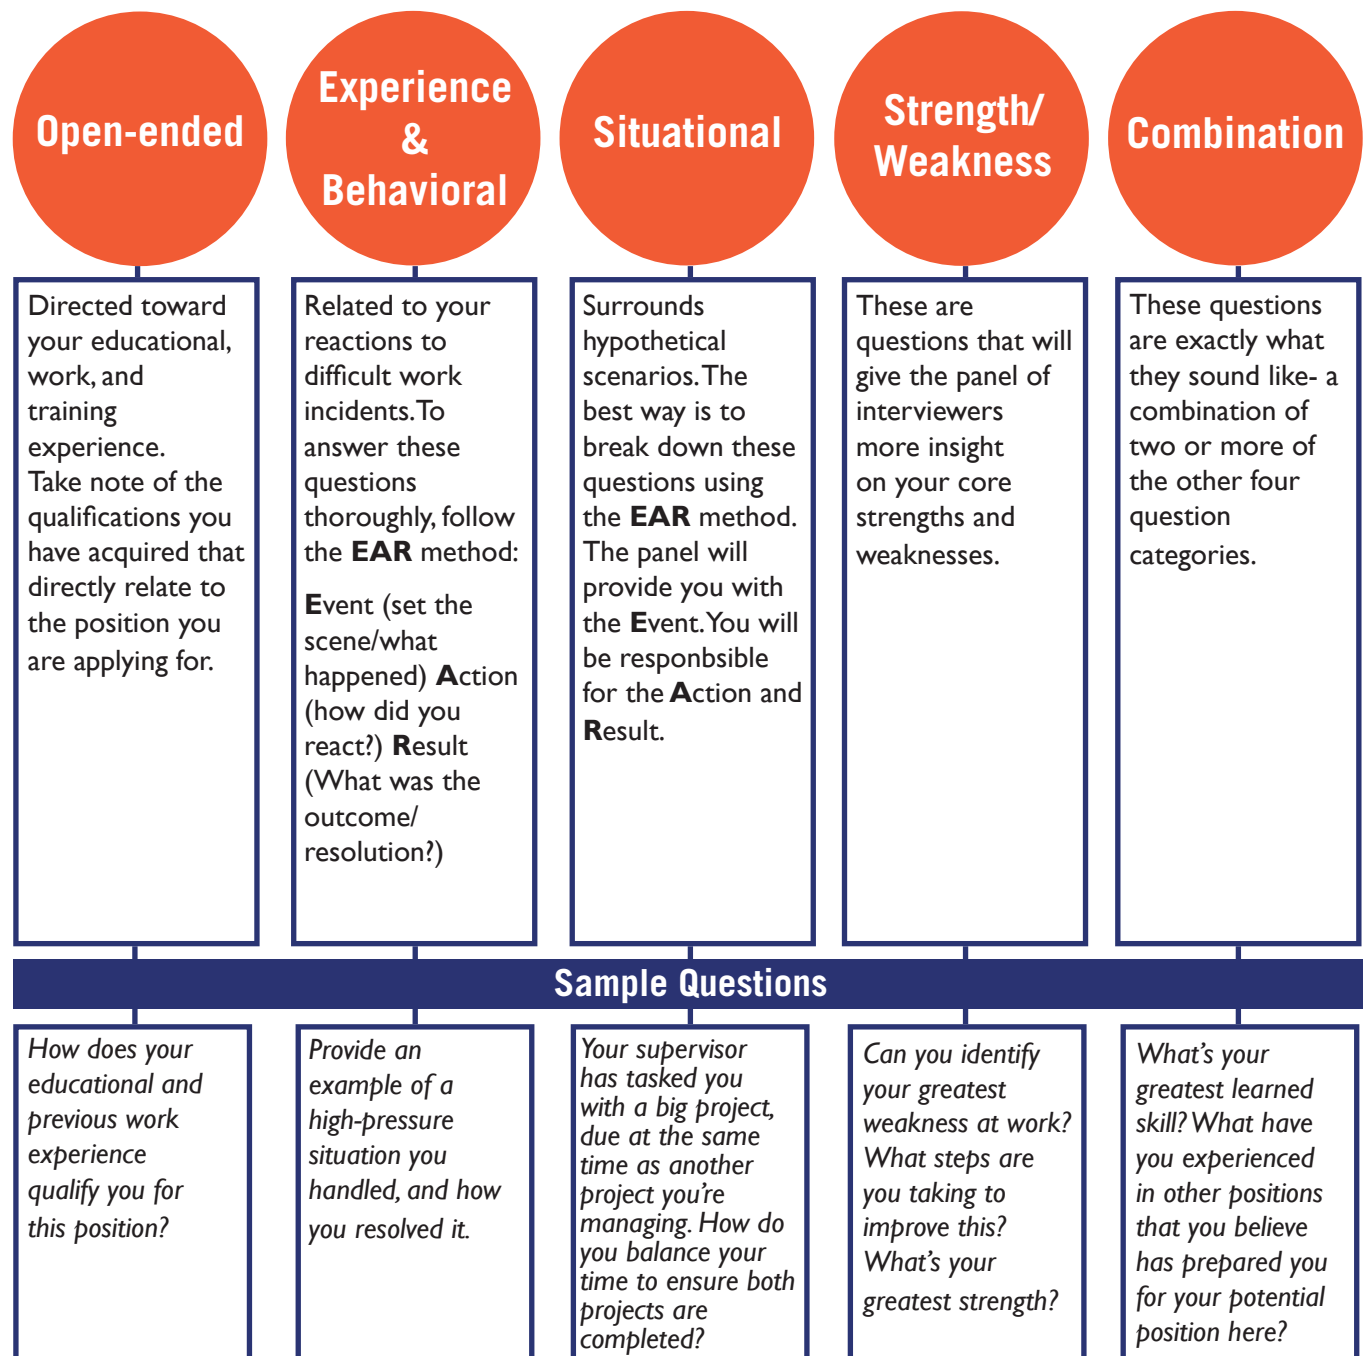 Open-ended
Directed toward
your educational,
work, and
training
experience.
Take note of the
qualifications you
have acquired that
directly relate to
the position you
are applying for.
Experience
&
Behavioral
Related to your
reactions to
difficult work
incidents. To
answer these
questions
thoroughly, follow
the EAR method:
Event (set the
scene/what
happened) Action
(how did you
react?) Result
(What was the
outcome/
resolution?)
Situational
Surrounds
hypothetical
scenarios. The
best way is to
break down these
questions using
the EAR method.
The panel will
provide you with
the Event. You will
be responbsible
for the Action and
Result.
Strength/
Weakness
These are
questions that will
give the panel of
interviewers
more insight
on your core
strengths and
weaknesses.
Combination
These questions
are exactly what
they sound like- a
combination of
two or more of
the other four
question
categories.
Sample Questions
How does your
educational and
previous work
experience
qualify you for
this position?
Provide an
example of a
high-pressure
situation you
handled, and how
you resolved it.
Your supervisor
has tasked you
with a big project,
due at the same
time as another
project you're
managing. How do
you balance your
time to ensure both
projects are
completed?
Can you identify
your greatest
weakness at work?
What steps are
you taking to
improve this?
What's your
greatest strength?
What's your
greatest learned
skill? What have
you experienced
in other positions
that you believe
has prepared you
for your potential
position here?